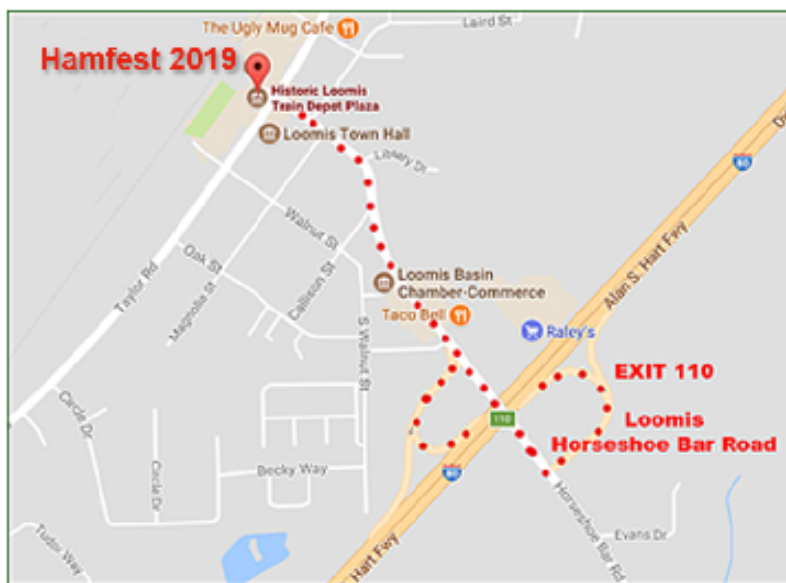 Laird St
The Ugly Mug Cafe
Hamfest 2019
Historic Loomis
Train Depot Plaza
Loomis Town Hall
Library Dr
80
Walnut St
Oak St
Taylor Rd
Magnolia St
Callison St
Loomis Basin
Chamber-Commerce
Alan S. Hart Fwy
Taco Bell
Raley's
S Walnut St
EXIT 110
110
Loomis
Horseshoe Bar Road
Circle Dr
Circle Dr
Becky Way
80
Horseshoe Bar Rd
Evans Dr
Tudor Way
Hart Fwy